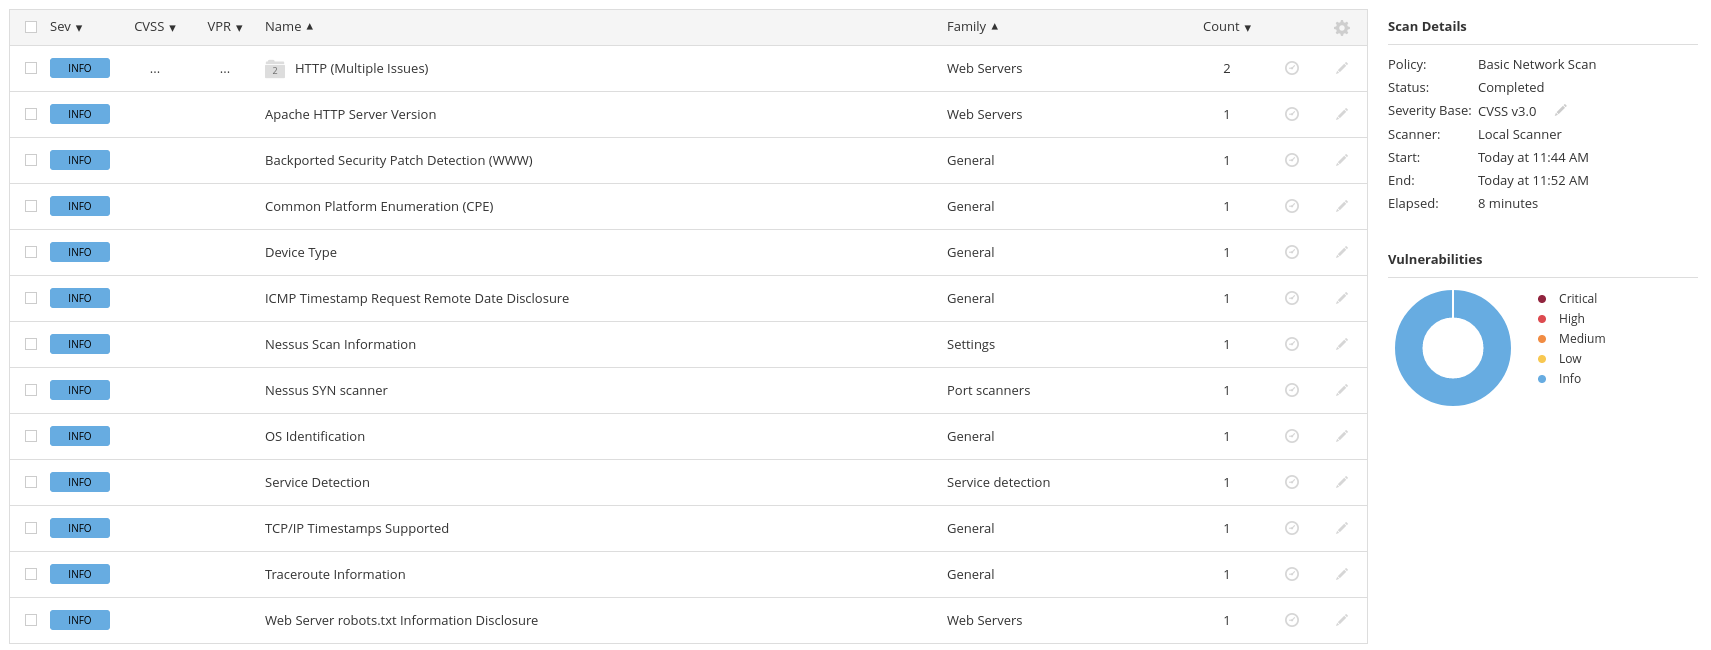 Sev ▼ CVSS ▼ VPR ▼ Name ▲ Family ▲ Count ▼
INFO ... ... 2 HTTP (Multiple Issues) Web Servers 2
INFO Apache HTTP Server Version Web Servers 1
INFO Backported Security Patch Detection (WWW) General 1
INFO Common Platform Enumeration (CPE) General 1
INFO Device Type General 1
INFO ICMP Timestamp Request Remote Date Disclosure General 1
INFO Nessus Scan Information Settings 1
INFO Nessus SYN scanner Port scanners 1
INFO OS Identification General 1
INFO Service Detection Service detection 1
INFO TCP/IP Timestamps Supported General 1
INFO Traceroute Information General 1
INFO Web Server robots.txt Information Disclosure Web Servers 1
Scan Details
Policy: Basic Network Scan
Status: Completed
Severity Base: CVSS v3.0
Scanner: Local Scanner
Start: Today at 11:44 AM
End: Today at 11:52 AM
Elapsed: 8 minutes
Vulnerabilities
Critical
High
Medium
Low
Info